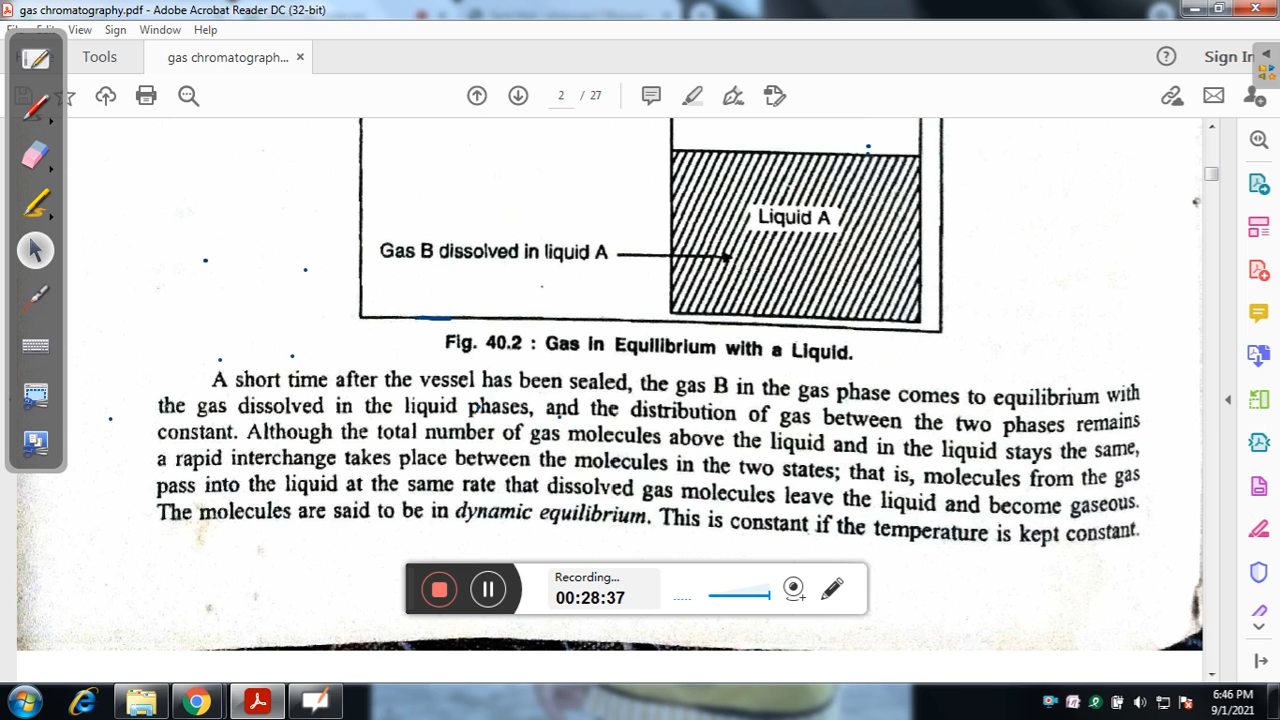 gas chromatography.pdf - Adobe Acrobat Reader DC (32-bit)
View Sign Window Help
Tools gas chromatograph... × Sign In
2 / 27
Liquid A
Gas B dissolved in liquid A
Fig. 40.2 : Gas in Equilibrium with a Liquid.
A short time after the vessel has been sealed, the gas B in the gas phase comes to equilibrium with
the gas dissolved in the liquid phases, and the distribution of gas between the two phases remains
constant. Although the total number of gas molecules above the liquid and in the liquid stays the same,
a rapid interchange takes place between the molecules in the two states; that is, molecules from the gas
pass into the liquid at the same rate that dissolved gas molecules leave the liquid and become gaseous.
The molecules are said to be in dynamic equilibrium. This is constant if the temperature is kept constant.
Recording...
00:28:37
6:46 PM
9/1/2021